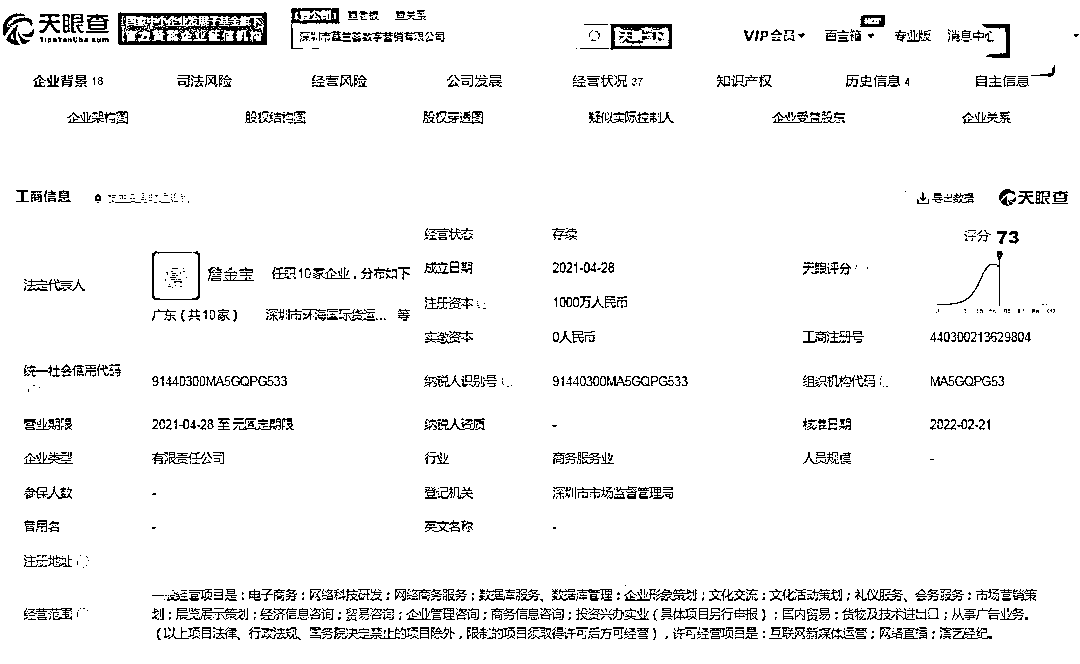 天眼查
TianYanCha.com
国家中小企业发展子基金旗下
官方备案企业征信机构
查公司 查老板 查关系
天眼一下
VIP会员 百宝箱 专业版 消息中心
企业背景 18 司法风险 经营风险 公司发展 经营状况 37 知识产权 历史信息 4 自主信息
企业架构图 股权结构图 股权穿透图 疑似实际控制人 企业受益股东 企业关系
工商信息
导出数据 天眼查
法定代表人 詹金宝 任职10家企业，分布如下
广东（共10家） 深圳市环海国际货运... 等
经营状态 存续
成立日期 2021-04-28 天眼评分 评分 73
注册资本 1000万人民币
实缴资本 0人民币 工商注册号 440300213629804
统一社会信用代码 91440300MA5GQPG533 纳税人识别号 91440300MA5GQPG533 组织机构代码 MA5GQPG53
营业期限 2021-04-28 至 无固定期限 纳税人资质 - 核准日期 2022-02-21
企业类型 有限责任公司 行业 商务服务业 人员规模 -
参保人数 - 登记机关 深圳市市场监督管理局
曾用名 - 英文名称 -
注册地址
经营范围 一般经营项目是：电子商务；网络科技研发；网络商务服务；数据库服务、数据库管理；企业形象策划；文化交流；文化活动策划；礼仪服务、会务服务；市场营销策
划；展览展示策划；经济信息咨询；贸易咨询；企业管理咨询；商务信息咨询；投资兴办实业（具体项目另行申报）；国内贸易；货物及技术进出口；从事广告业务。
（以上项目法律、行政法规、国务院决定禁止的项目除外，限制的项目须取得许可后方可经营），许可经营项目是：互联网新媒体运营；网络直播；演艺经纪。